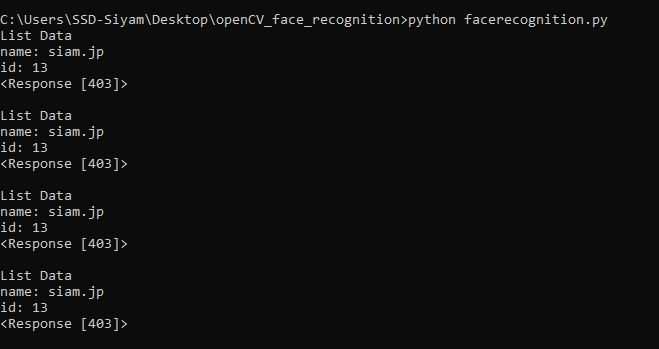 C:\Users\SSD-Siyam\Desktop\openCV_face_recognition>python facerecognition.py
List Data
name: siam.jp
id: 13
<Response [403]>
List Data
name: siam.jp
id: 13
<Response [403]>
List Data
name: siam.jp
id: 13
<Response [403]>
List Data
name: siam.jp
id: 13
<Response [403]>